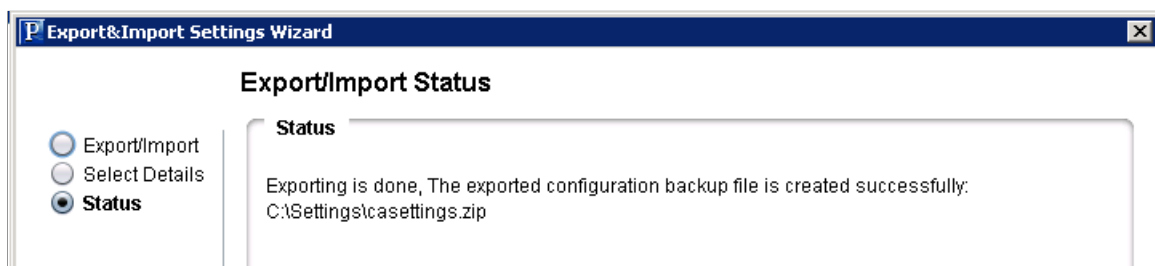 P Export&Import Settings Wizard
Export/Import Status
Export/Import
Select Details
Status
Status
Exporting is done, The exported configuration backup file is created successfully:
C:\Settings\casettings.zip